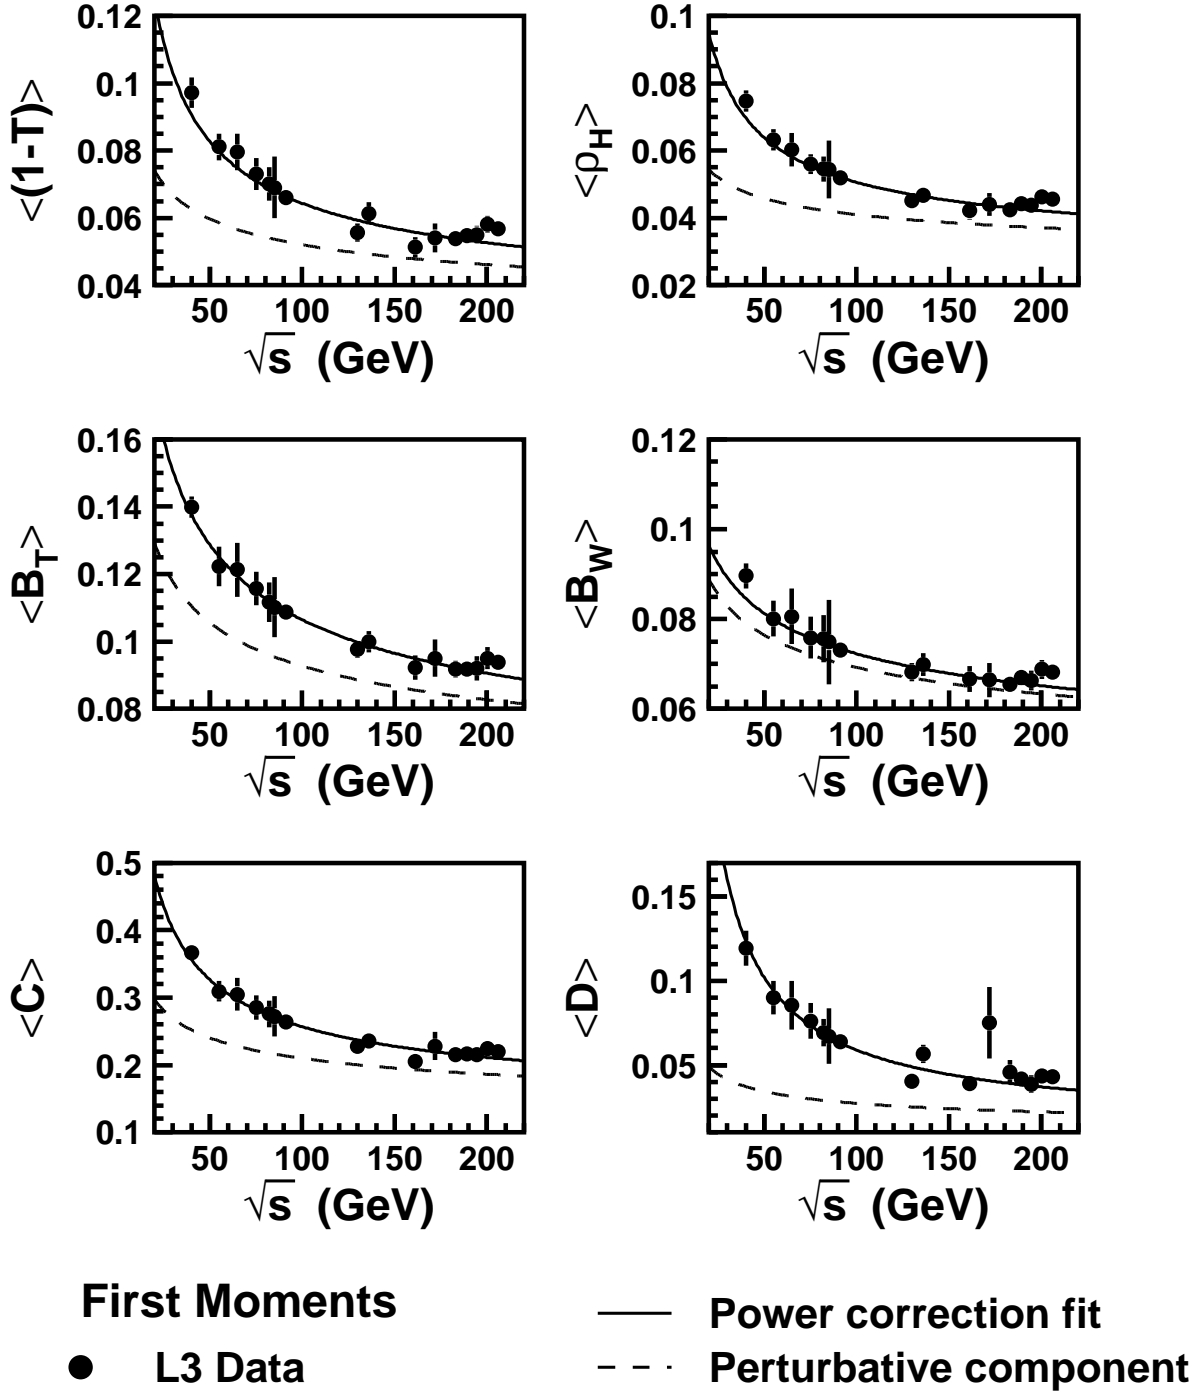 0.12
0.1
0.08
0.06
0.04
<(1-T)>
50 100 150 200
√s (GeV)
0.1
0.08
0.06
0.04
0.02
<ρH>
50 100 150 200
√s (GeV)
0.16
0.14
0.12
0.1
0.08
<BT>
50 100 150 200
√s (GeV)
0.12
0.1
0.08
0.06
<BW>
50 100 150 200
√s (GeV)
0.5
0.4
0.3
0.2
0.1
<C>
50 100 150 200
√s (GeV)
0.15
0.1
0.05
<D>
50 100 150 200
√s (GeV)
First Moments
L3 Data
Power correction fit
Perturbative component